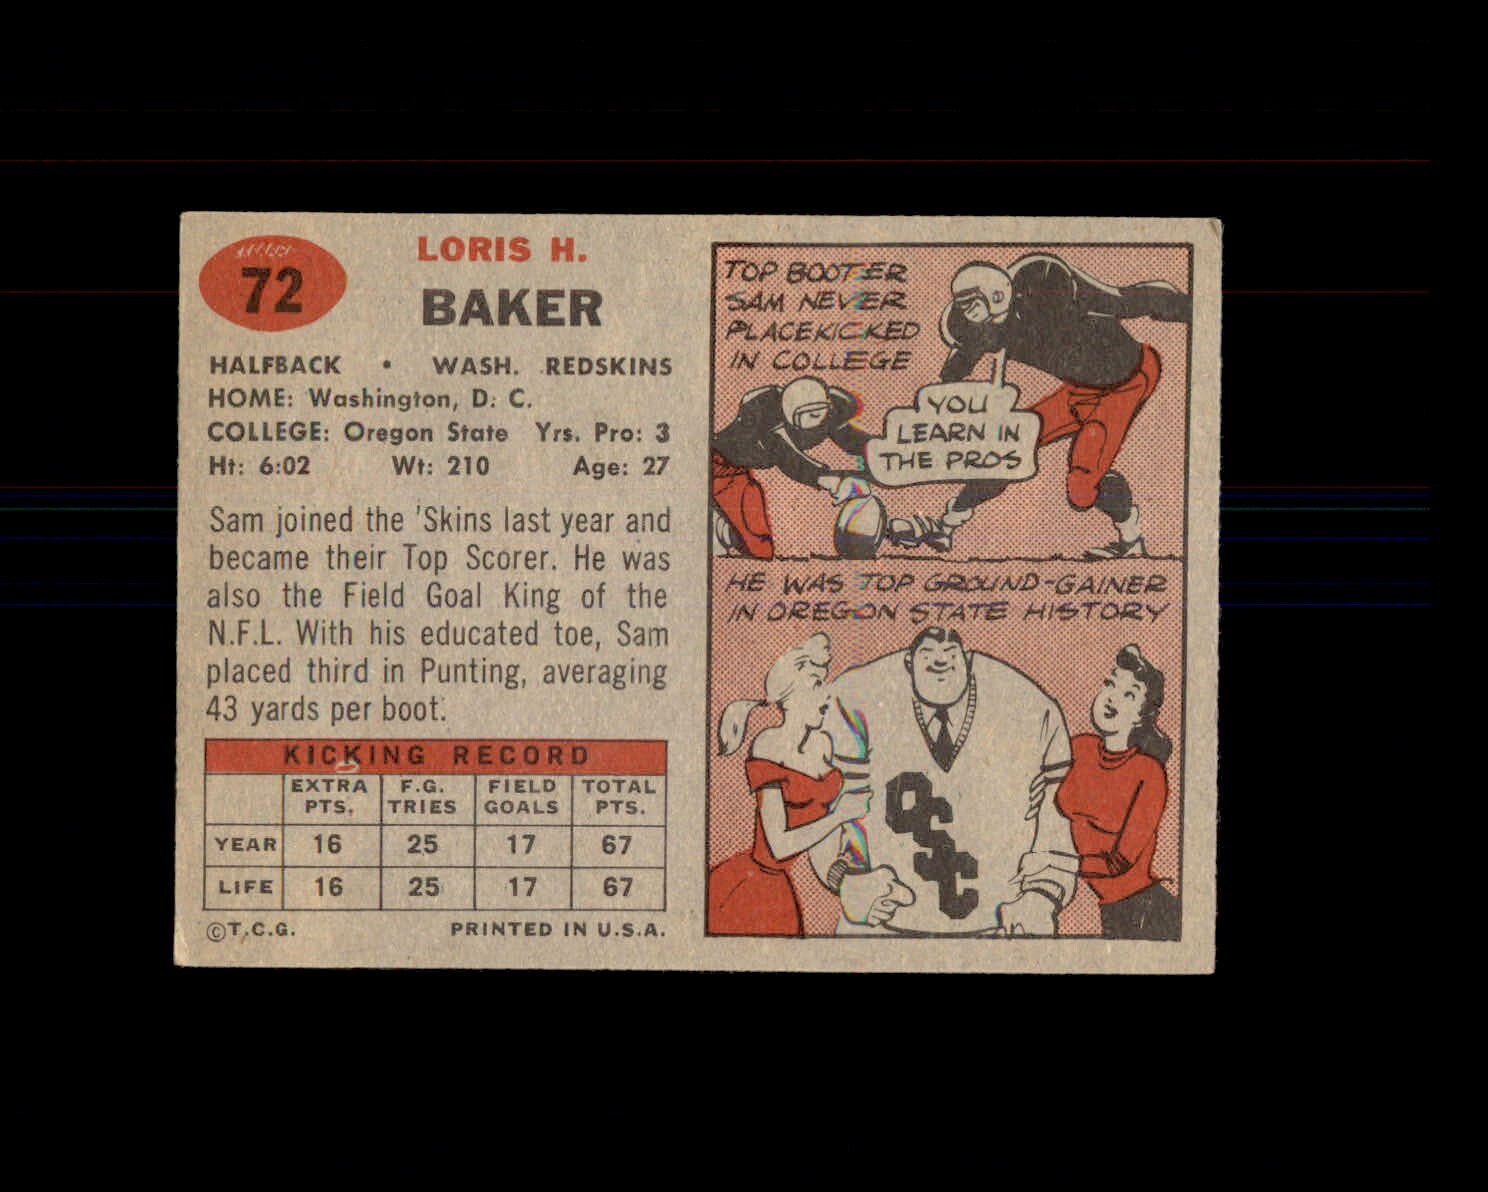 72
LORIS H.
BAKER
HALFBACK • WASH. REDSKINS
HOME: Washington, D. C.
COLLEGE: Oregon State Yrs. Pro: 3
Ht: 6:02 Wt: 210 Age: 27
Sam joined the 'Skins last year and
became their Top Scorer. He was
also the Field Goal King of the
N.F.L. With his educated toe, Sam
placed third in Punting, averaging
43 yards per boot.
KICKING RECORD
EXTRA PTS. F.G. TRIES FIELD GOALS TOTAL PTS.
YEAR 16 25 17 67
LIFE 16 25 17 67
©T.C.G. PRINTED IN U.S.A.
TOP BOOTER
SAM NEVER
PLACEKICKED
IN COLLEGE
YOU
LEARN IN
THE PROS
HE WAS TOP GROUND-GAINER
IN OREGON STATE HISTORY
OSC